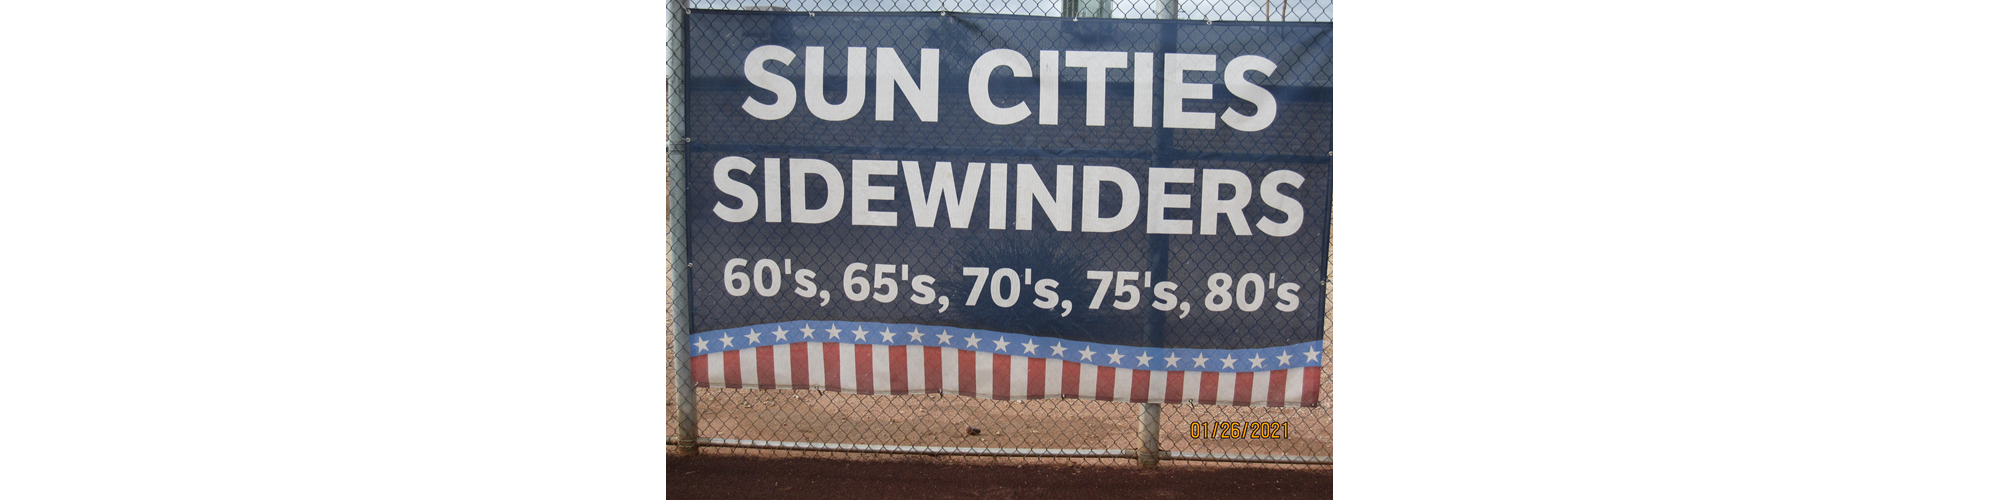 SUN CITIES
SIDEWINDERS
60's, 65's, 70's, 75's, 80's
01/26/2021